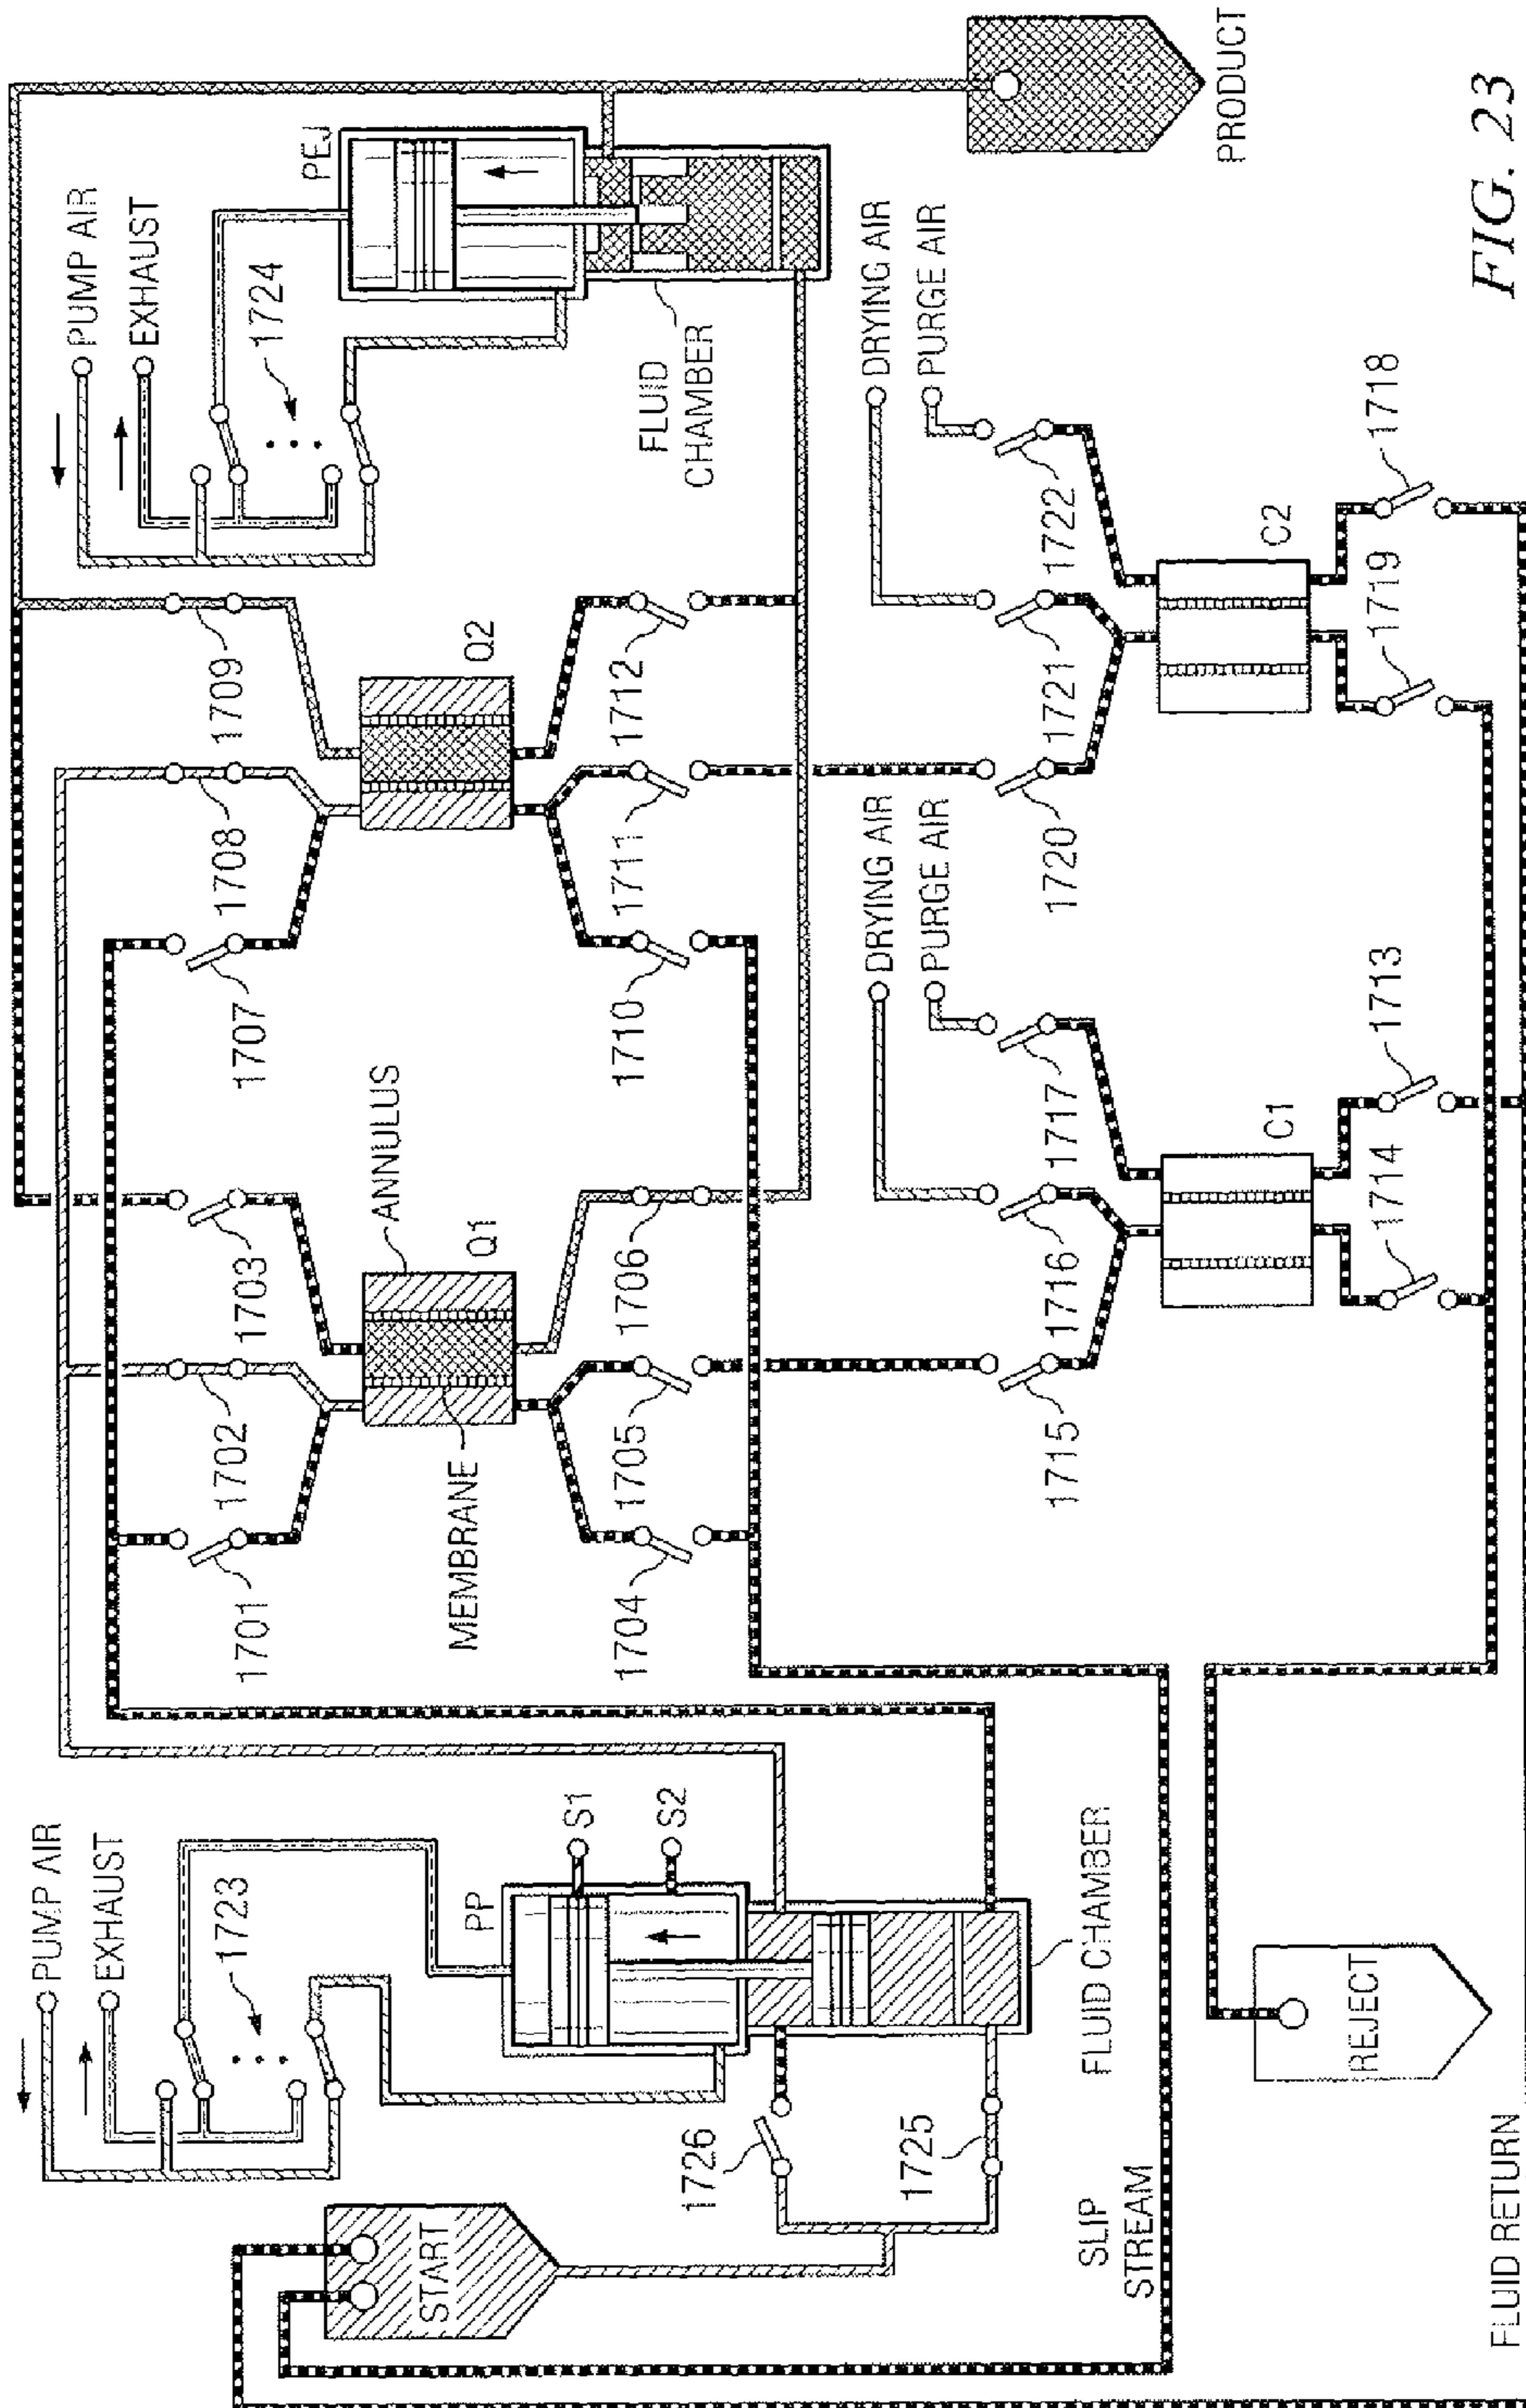 PUMP AIR
EXHAUST
1723
START
1726
1725
PP
S1
S2
FLUID CHAMBER
SLIP
STREAM
REJECT
FLUID RETURN
1701
1702
1703
ANNULUS
MEMBRANE
Q1
1704
1705
1706
1707
1708
1709
Q2
1710
1711
1712
PUMP AIR
EXHAUST
1724
PEJ
FLUID
CHAMBER
PRODUCT
DRYING AIR
PURGE AIR
1715
1716
1717
C1
1714
1713
DRYING AIR
PURGE AIR
1720
1721
1722
C2
1719
1718
FIG. 23